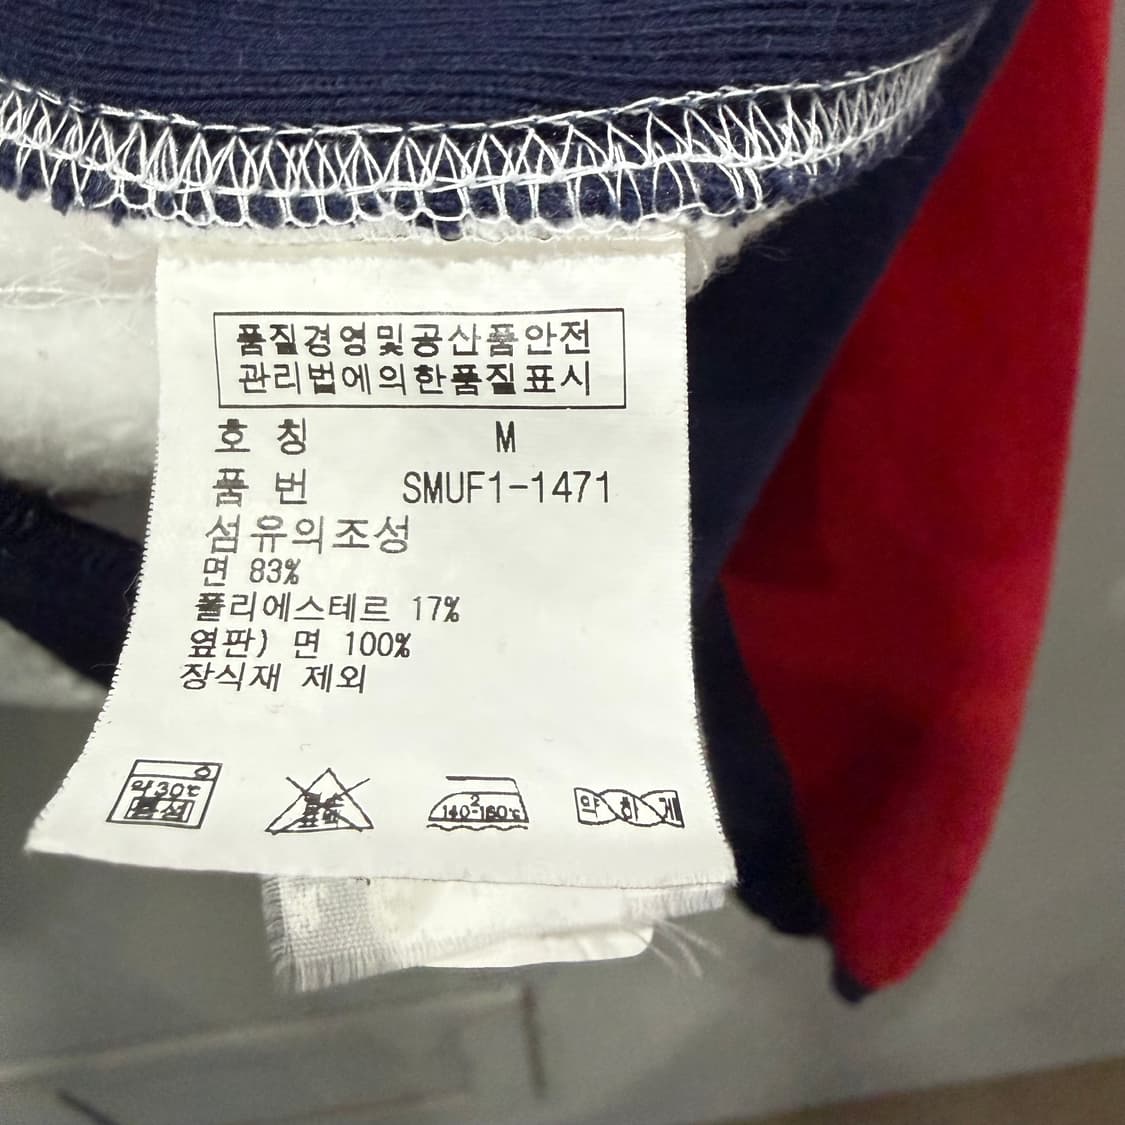 품질경영및공산품안전
관리법에의한품질표시
호 칭 M
품 번 SMUF1-1471
섬유의조성
면 83%
폴리에스테르 17%
옆판) 면 100%
장식재 제외
약30℃
중성
2
140-160℃
약하게